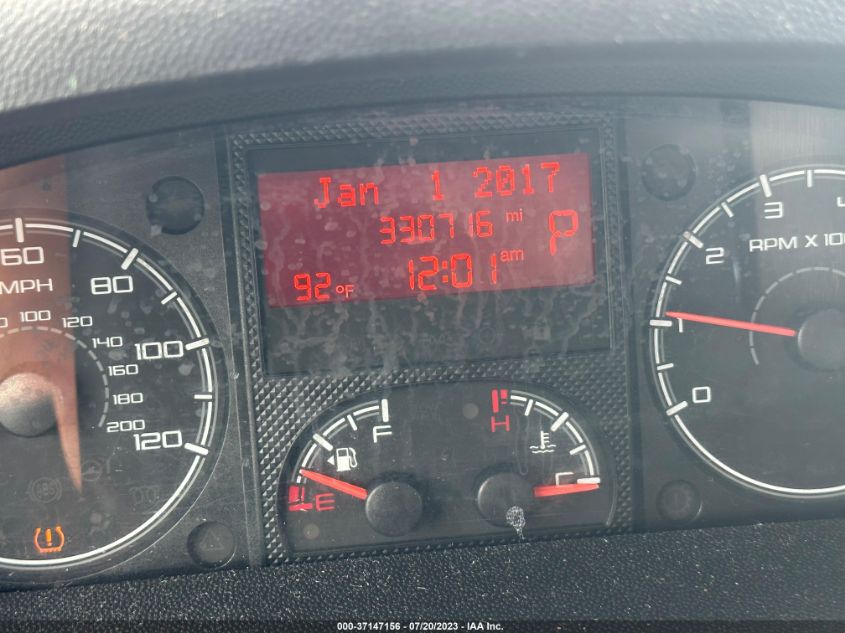 Jan 1 2017
330716 mi
P
92°F 12:01 am
60 80 100 120
MPH
100 120 140 160 180 200
F
E
H
C
0 1 2 3
RPM X 100
000-37147156 - 07/20/2023 - IAA Inc.